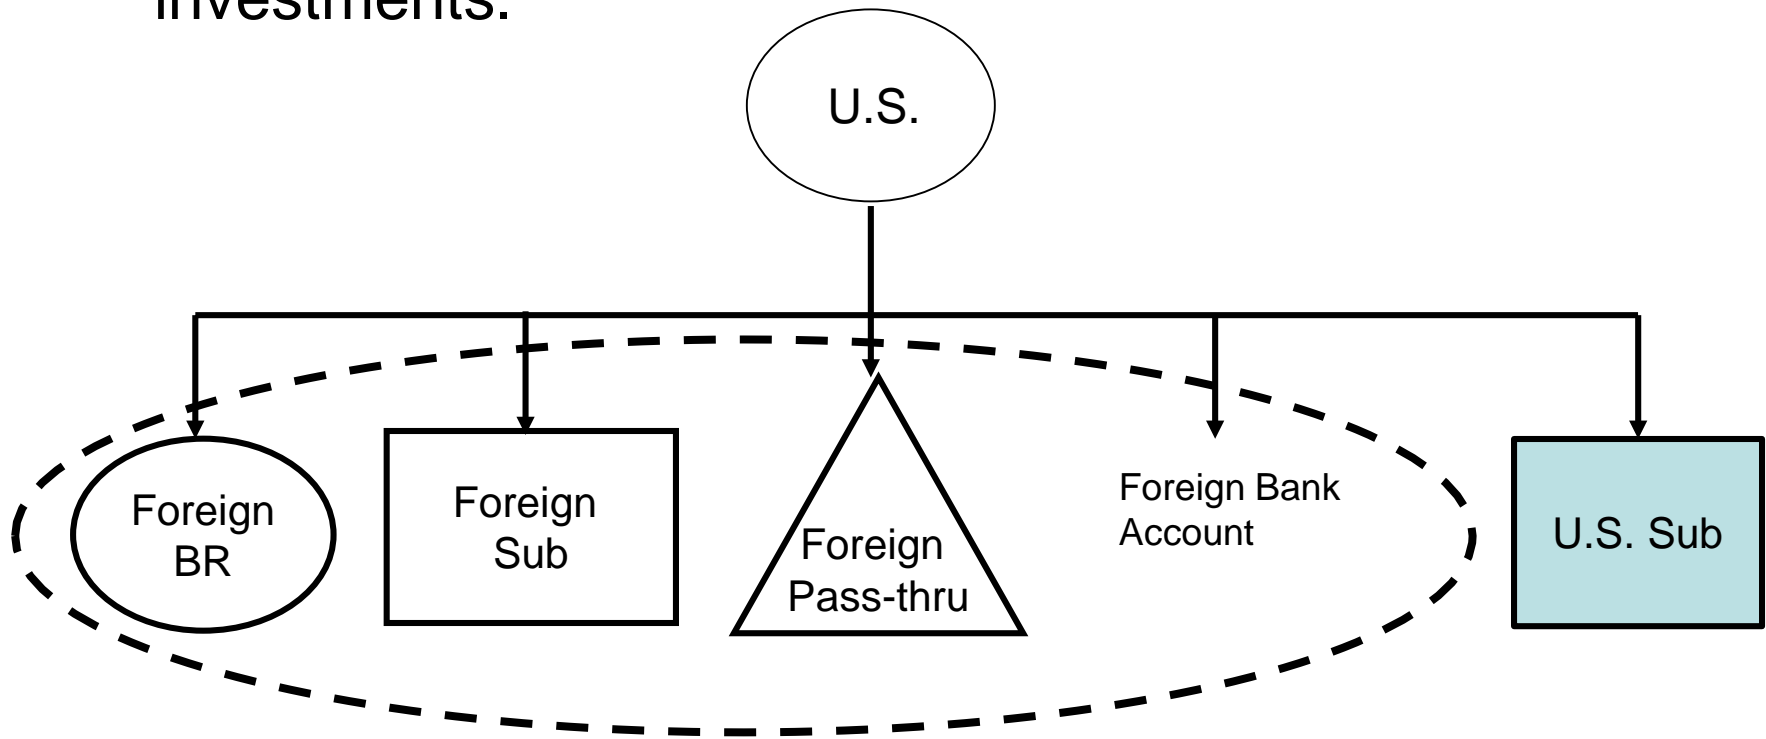 investments.
U.S.
Foreign
BR
Foreign
Sub
Foreign
Pass-thru
Foreign Bank
Account
U.S. Sub